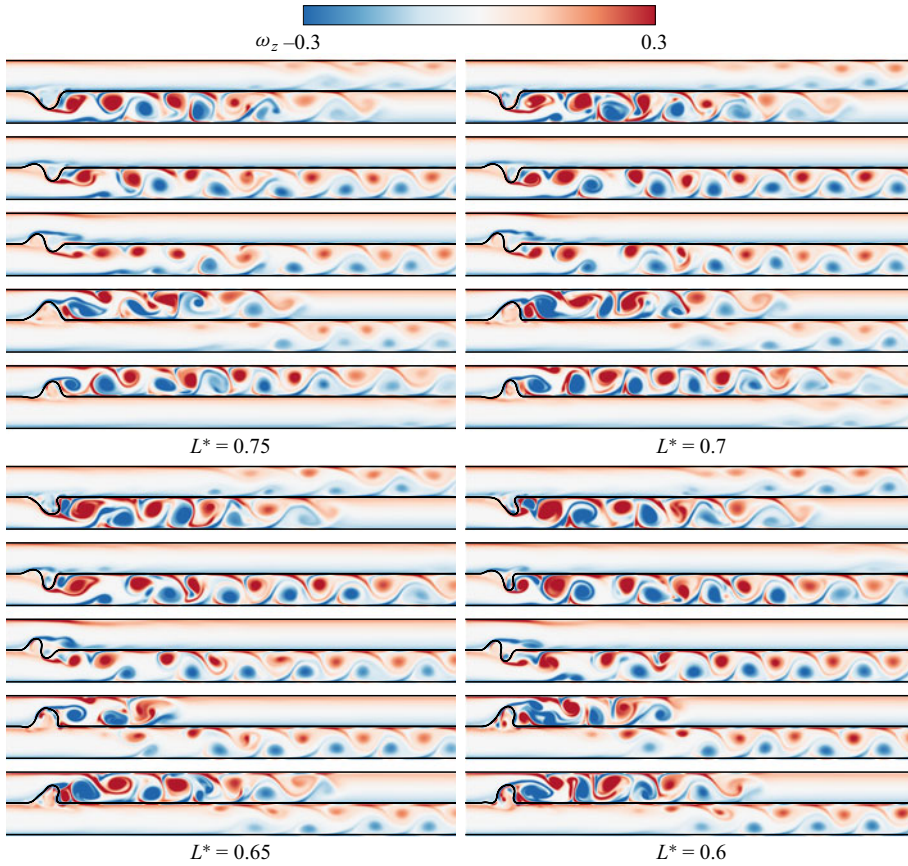 ω_z −0.3 0.3
L* = 0.75 L* = 0.7
L* = 0.65 L* = 0.6